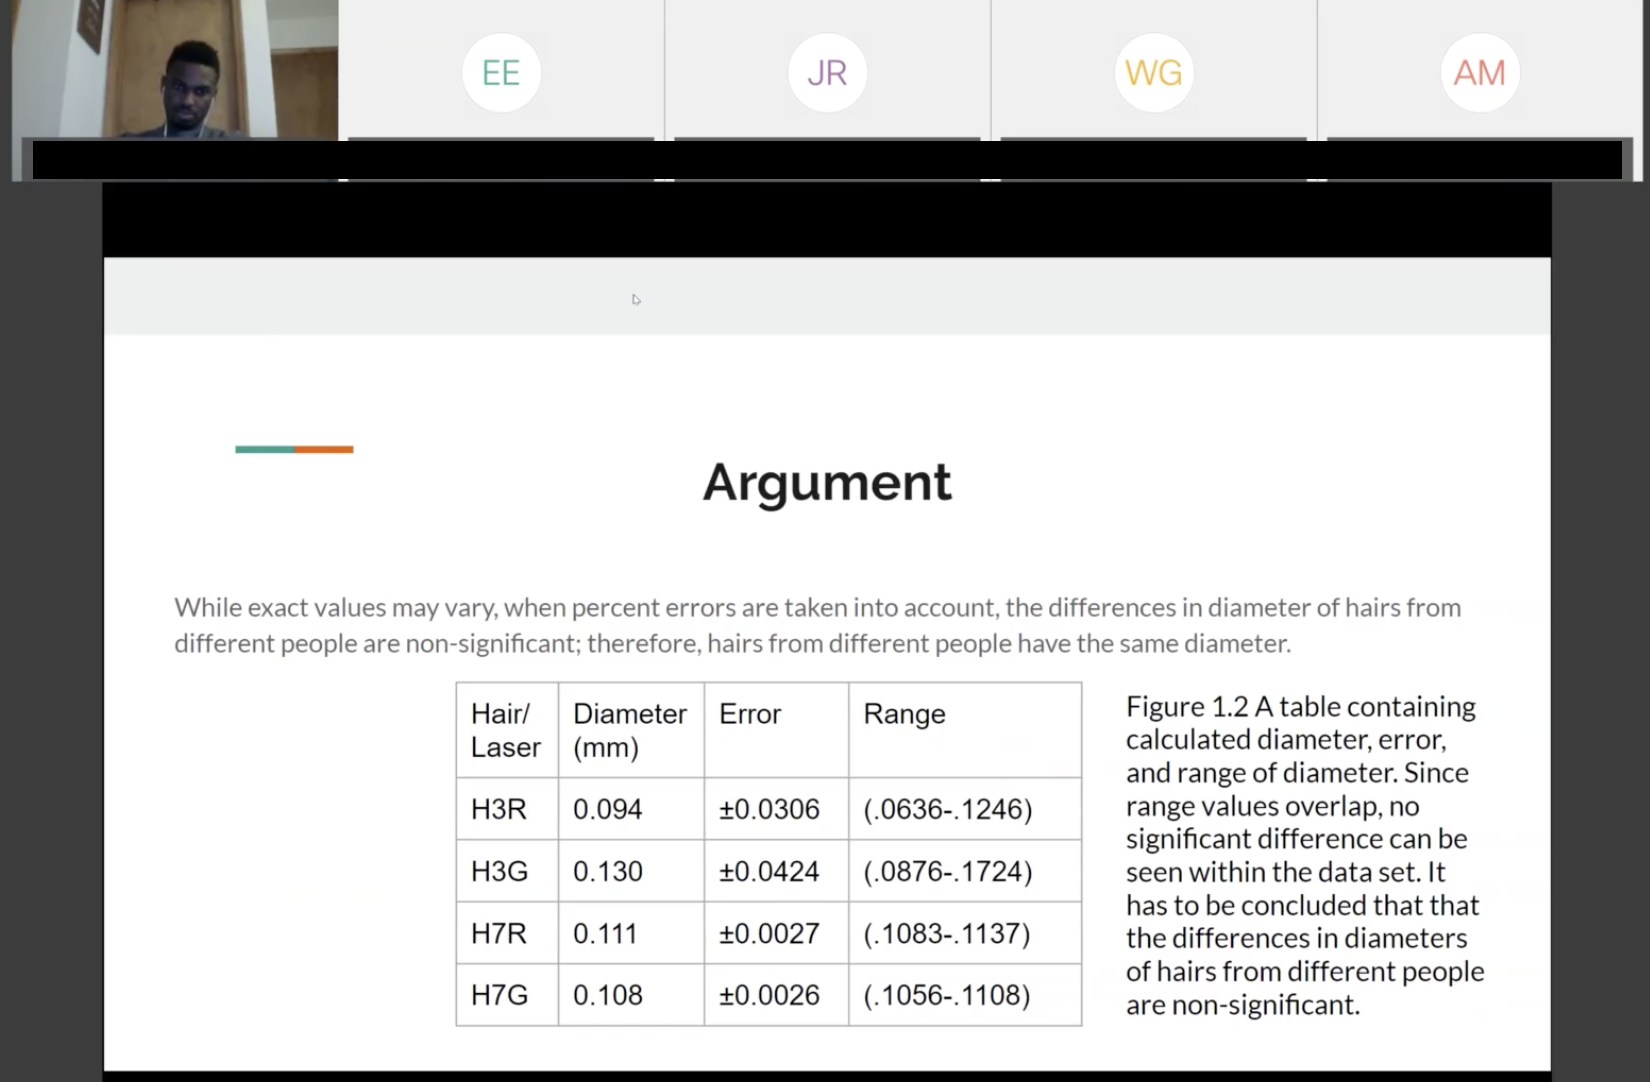 EE
JR
WG
AM
Argument
While exact values may vary, when percent errors are taken into account, the differences in diameter of hairs from
different people are non-significant; therefore, hairs from different people have the same diameter.
Hair/ Diameter Error Range
Laser (mm)
H3R 0.094 ±0.0306 (.0636-.1246)
H3G 0.130 ±0.0424 (.0876-.1724)
H7R 0.111 ±0.0027 (.1083-.1137)
H7G 0.108 ±0.0026 (.1056-.1108)
Figure 1.2 A table containing
calculated diameter, error,
and range of diameter. Since
range values overlap, no
significant difference can be
seen within the data set. It
has to be concluded that that
the differences in diameters
of hairs from different people
are non-significant.